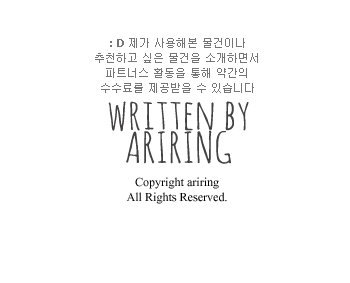 : D 제가 사용해본 물건이나
추천하고 싶은 물건을 소개하면서
파트너스 활동을 통해 약간의
수수료를 제공받을 수 있습니다
WRITTEN BY
ARIRING
Copyright ariring
All Rights Reserved.